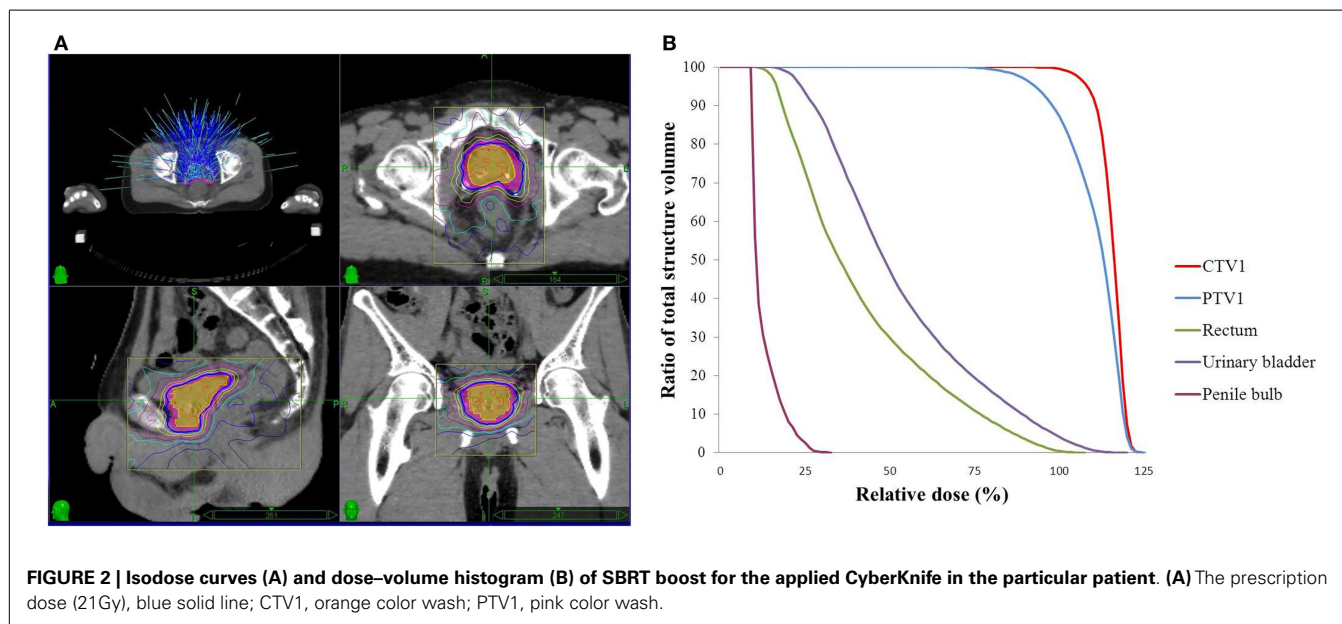 A
B
A
R
L
P
164
S
A
P
261
S
R
L
I
247
100
90
80
70
60
50
40
30
20
10
0
0 25 50 75 100 125
Ratio of total structure volumne
Relative dose (%)
CTV1
PTV1
Rectum
Urinary bladder
Penile bulb
FIGURE 2 | Isodose curves (A) and dose–volume histogram (B) of SBRT boost for the applied CyberKnife in the particular patient. (A) The prescription
dose (21Gy), blue solid line; CTV1, orange color wash; PTV1, pink color wash.